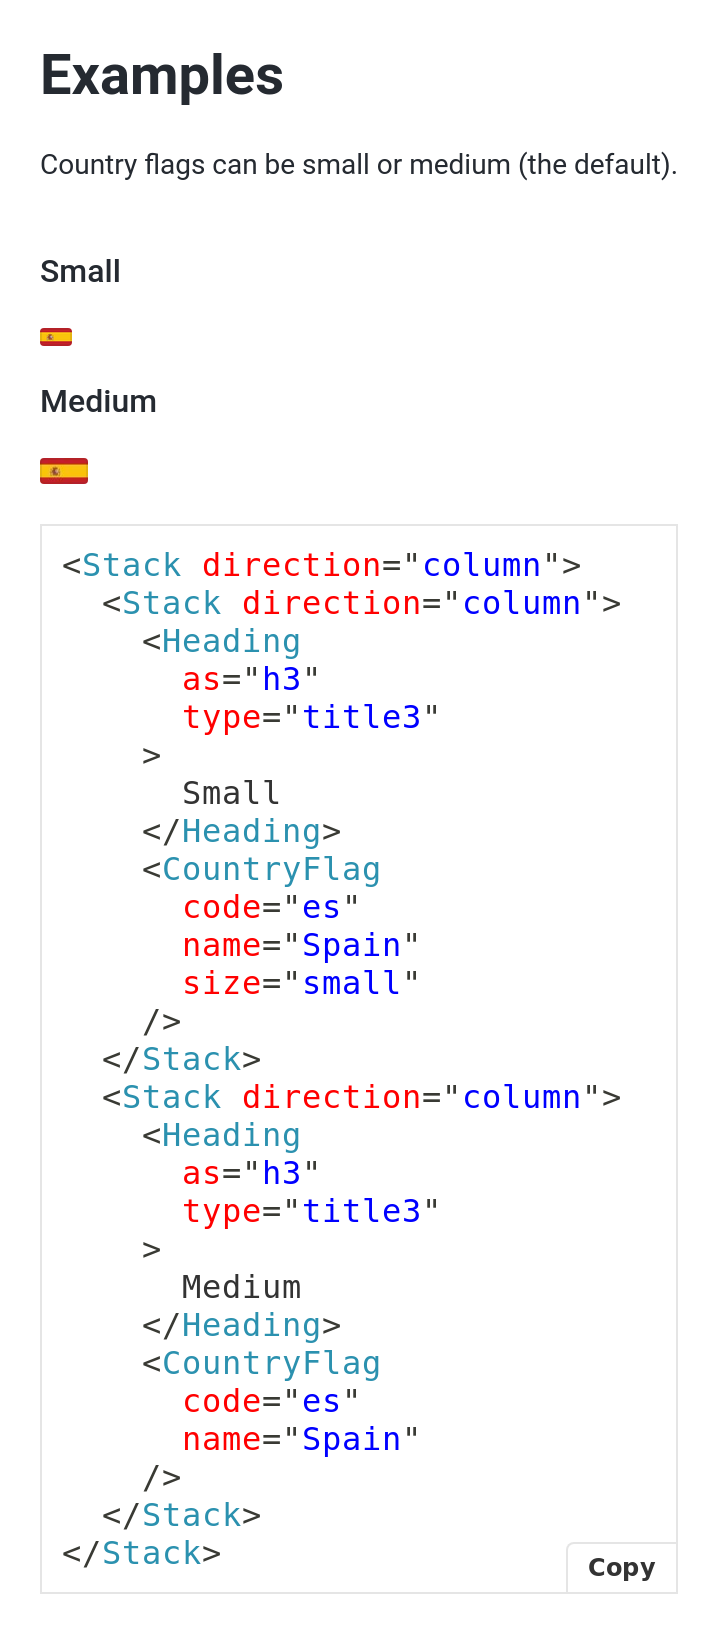 Examples
Country flags can be small or medium (the default).
Small
Medium
<Stack direction="column">
  <Stack direction="column">
    <Heading
      as="h3"
      type="title3"
    >
      Small
    </Heading>
    <CountryFlag
      code="es"
      name="Spain"
      size="small"
    />
  </Stack>
  <Stack direction="column">
    <Heading
      as="h3"
      type="title3"
    >
      Medium
    </Heading>
    <CountryFlag
      code="es"
      name="Spain"
    />
  </Stack>
</Stack>
Copy